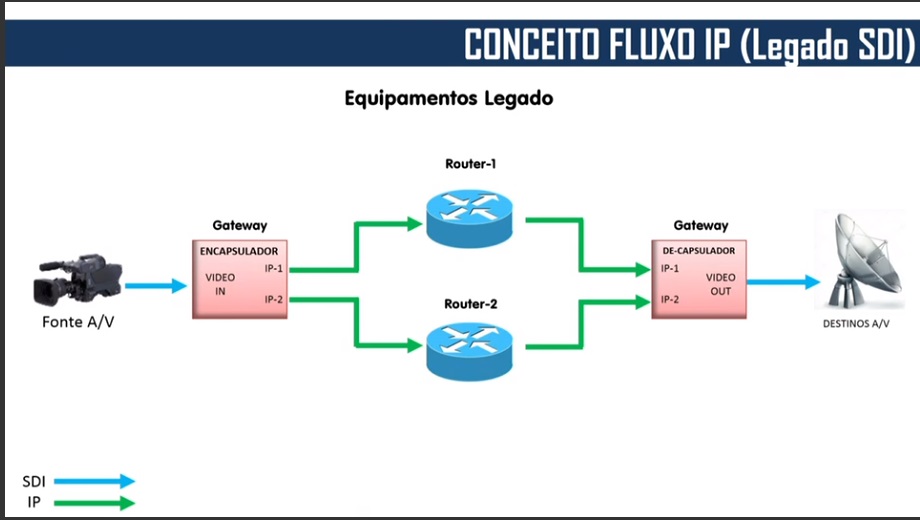 CONCEITO FLUXO IP (Legado SDI)
Equipamentos Legado
Router-1
Gateway
Gateway
ENCAPSULADOR
VIDEO
IN
IP-1
IP-2
DE-CAPSULADOR
IP-1
IP-2
VIDEO
OUT
Router-2
Fonte A/V
DESTINOS A/V
SDI
IP